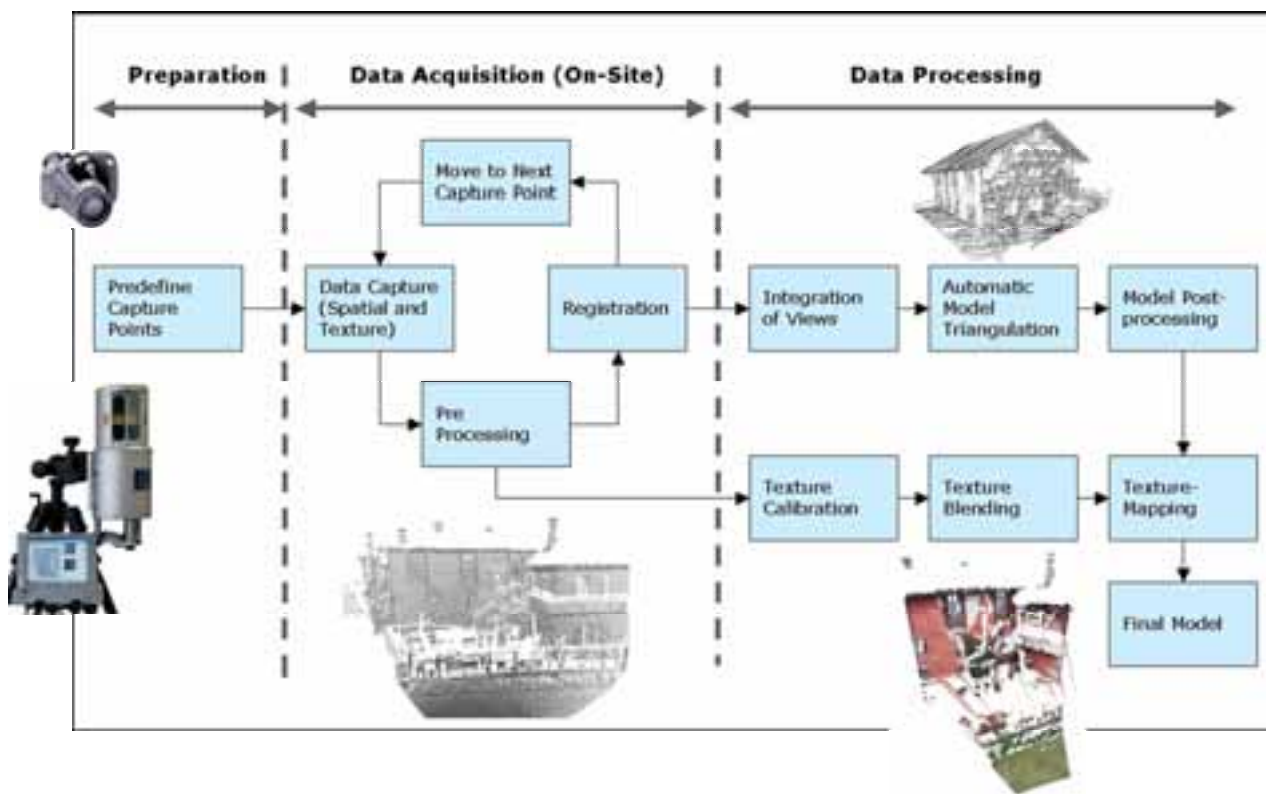 Preparation
Data Acquisition (On-Site)
Data Processing
Move to Next
Capture Point
Predefine
Capture
Points
Data Capture
(Spatial and
Texture)
Registration
Integration
of Views
Automatic
Model
Triangulation
Model Post-
processing
Pre
Processing
Texture
Calibration
Texture
Blending
Texture-
Mapping
Final Model